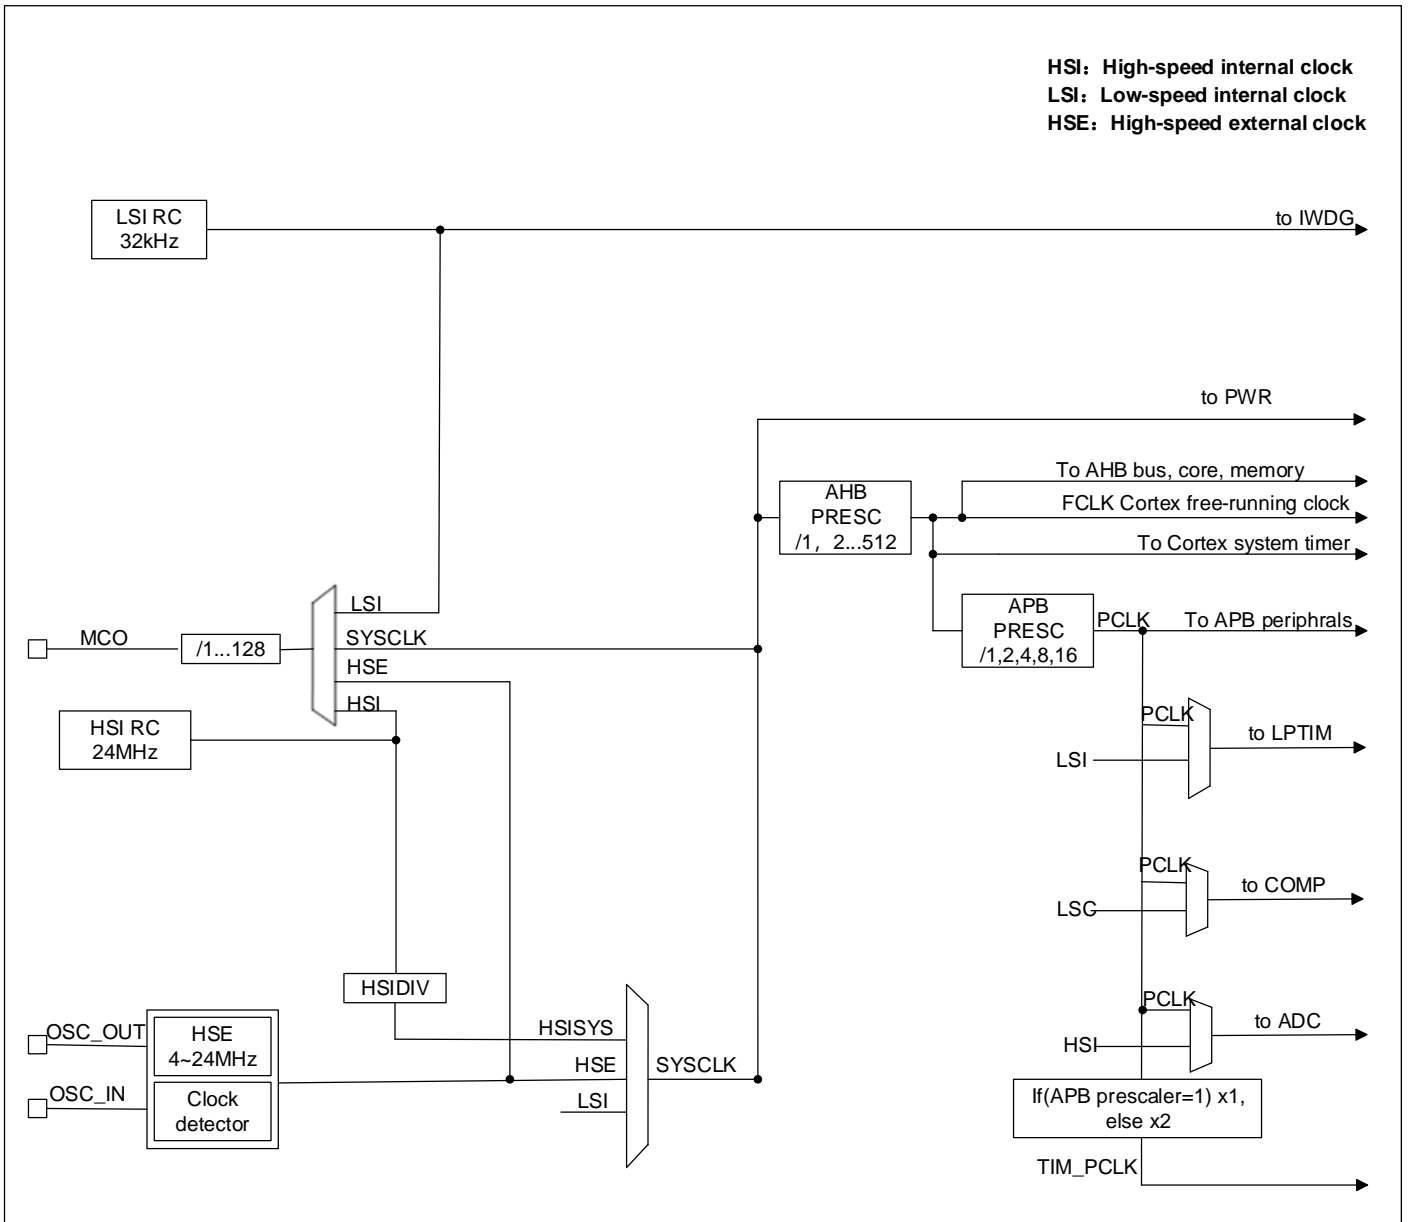 HSI：High-speed internal clock
LSI：Low-speed internal clock
HSE：High-speed external clock
LSI RC
32kHz
to IWDG
to PWR
To AHB bus, core, memory
AHB
PRESC
/1，2...512
FCLK Cortex free-running clock
To Cortex system timer
LSI
APB
PRESC
/1,2,4,8,16
PCLK
To APB periphrals
MCO
/1...128
SYSCLK
HSE
HSI
HSI RC
24MHz
PCLK
to LPTIM
LSI
PCLK
to COMP
LSC
HSIDIV
OSC_OUT
HSE
4~24MHz
HSISYS
PCLK
to ADC
HSI
HSE
SYSCLK
OSC_IN
Clock
detector
LSI
If(APB prescaler=1) x1,
else x2
TIM_PCLK